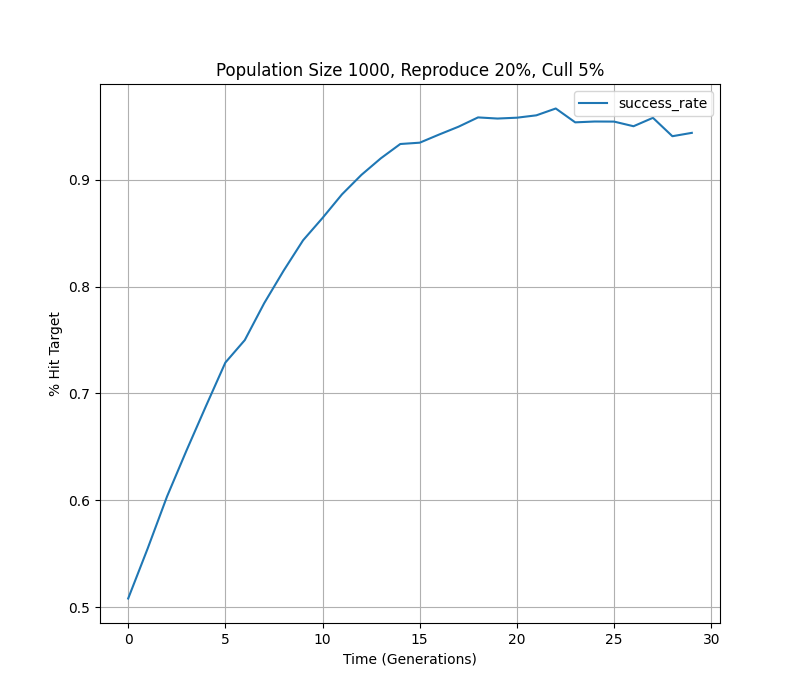 Population Size 1000, Reproduce 20%, Cull 5%
success_rate
% Hit Target
0.9
0.8
0.7
0.6
0.5
0 5 10 15 20 25 30
Time (Generations)